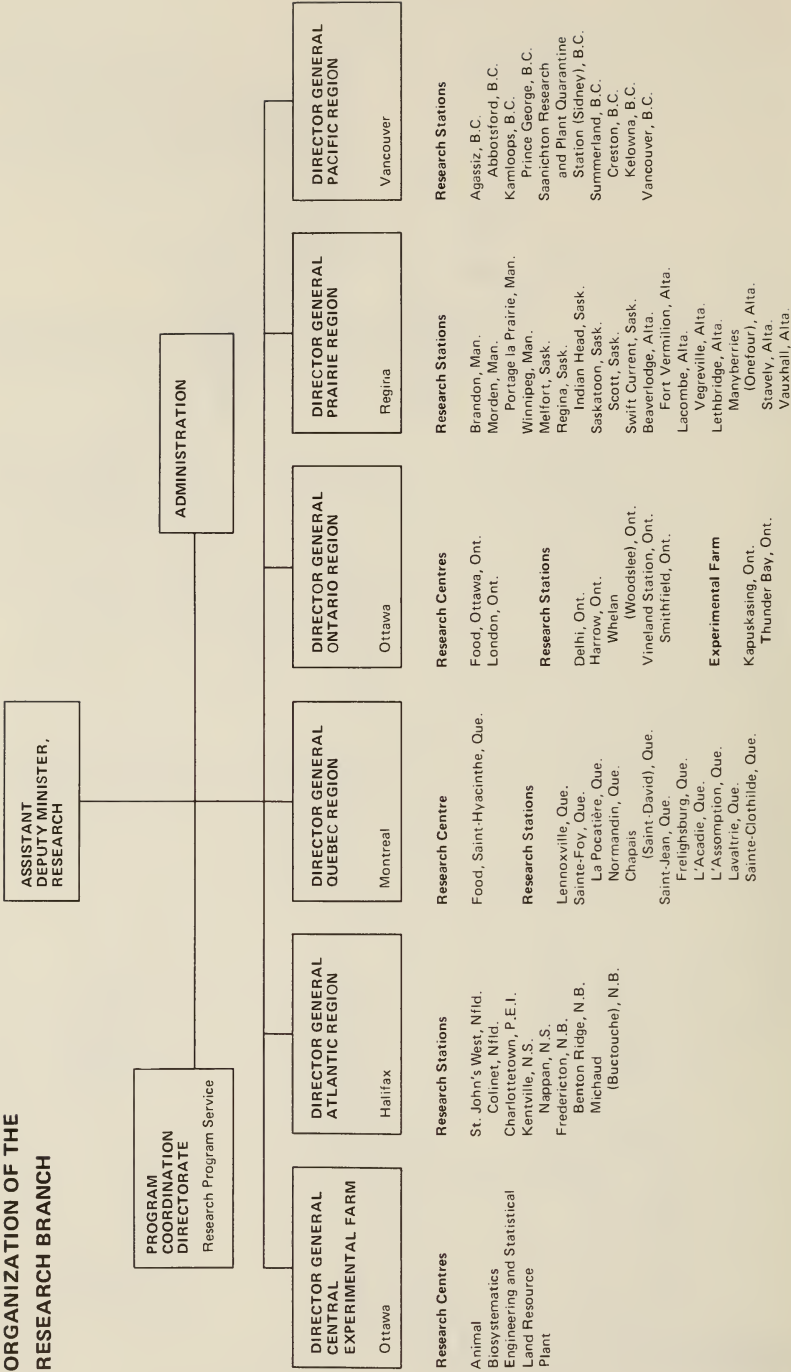 ORGANIZATION OF THE
RESEARCH BRANCH
ASSISTANT
DEPUTY MINISTER,
RESEARCH
PROGRAM
COORDINATION
DIRECTORATE
Research Program Service
ADMINISTRATION
DIRECTOR GENERAL
CENTRAL
EXPERIMENTAL FARM
Ottawa
Research Centres
Animal
Biosystematics
Engineering and Statistical
Land Resource
Plant
DIRECTOR GENERAL
ATLANTIC REGION
Halifax
Research Stations
St. John's West, Nfld.
Colinet, Nfld.
Charlottetown, P.E.I.
Kentville, N.S.
Nappan, N.S.
Fredericton, N.B.
Benton Ridge, N.B.
Michaud
(Buctouche), N.B.
DIRECTOR GENERAL
QUEBEC REGION
Montreal
Research Centre
Food, Saint-Hyacinthe, Que.
Research Stations
Lennoxville, Que.
Sainte-Foy, Que.
La Pocatière, Que.
Normandin, Que.
Chapais
(Saint-David), Que.
Saint-Jean, Que.
Frelighsburg, Que.
L'Acadie, Que.
L'Assomption, Que.
Lavaltrie, Que.
Sainte-Clothilde, Que.
DIRECTOR GENERAL
ONTARIO REGION
Ottawa
Research Centres
Food, Ottawa, Ont.
London, Ont.
Research Stations
Delhi, Ont.
Harrow, Ont.
Whelan
(Woodslee), Ont.
Vineland Station, Ont.
Smithfield, Ont.
Experimental Farm
Kapuskasing, Ont.
Thunder Bay, Ont.
DIRECTOR GENERAL
PRAIRIE REGION
Regina
Research Stations
Brandon, Man.
Morden, Man.
Portage la Prairie, Man.
Winnipeg, Man.
Melfort, Sask.
Regina, Sask.
Indian Head, Sask.
Saskatoon, Sask.
Scott, Sask.
Swift Current, Sask.
Beaverlodge, Alta.
Fort Vermilion, Alta.
Lacombe, Alta.
Vegreville, Alta.
Lethbridge, Alta.
Manyberries
(Onefour), Alta.
Stavely, Alta.
Vauxhall, Alta.
DIRECTOR GENERAL
PACIFIC REGION
Vancouver
Research Stations
Agassiz, B.C.
Abbotsford, B.C.
Kamloops, B.C.
Prince George, B.C.
Saanichton Research
and Plant Quarantine
Station (Sidney), B.C.
Summerland, B.C.
Creston, B.C.
Kelowna, B.C.
Vancouver, B.C.